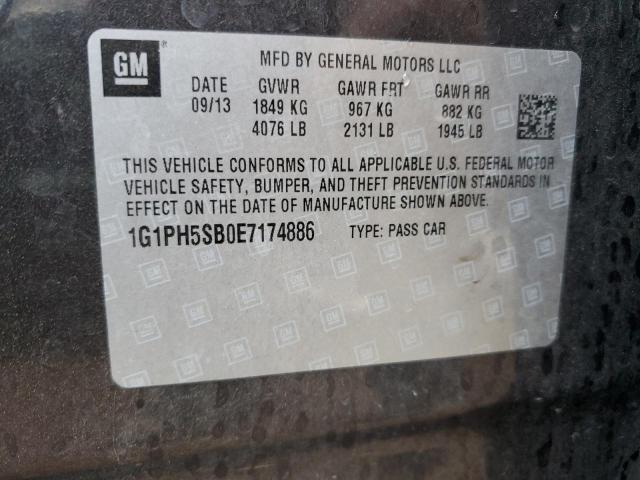 GM
MFD BY GENERAL MOTORS LLC
DATE GVWR GAWR FRT GAWR RR
09/13 1849 KG 967 KG 882 KG
4076 LB 2131 LB 1945 LB
THIS VEHICLE CONFORMS TO ALL APPLICABLE U.S. FEDERAL MOTOR
VEHICLE SAFETY, BUMPER, AND THEFT PREVENTION STANDARDS IN
EFFECT ON THE DATE OF MANUFACTURE SHOWN ABOVE.
1G1PH5SB0E7174886 TYPE: PASS CAR